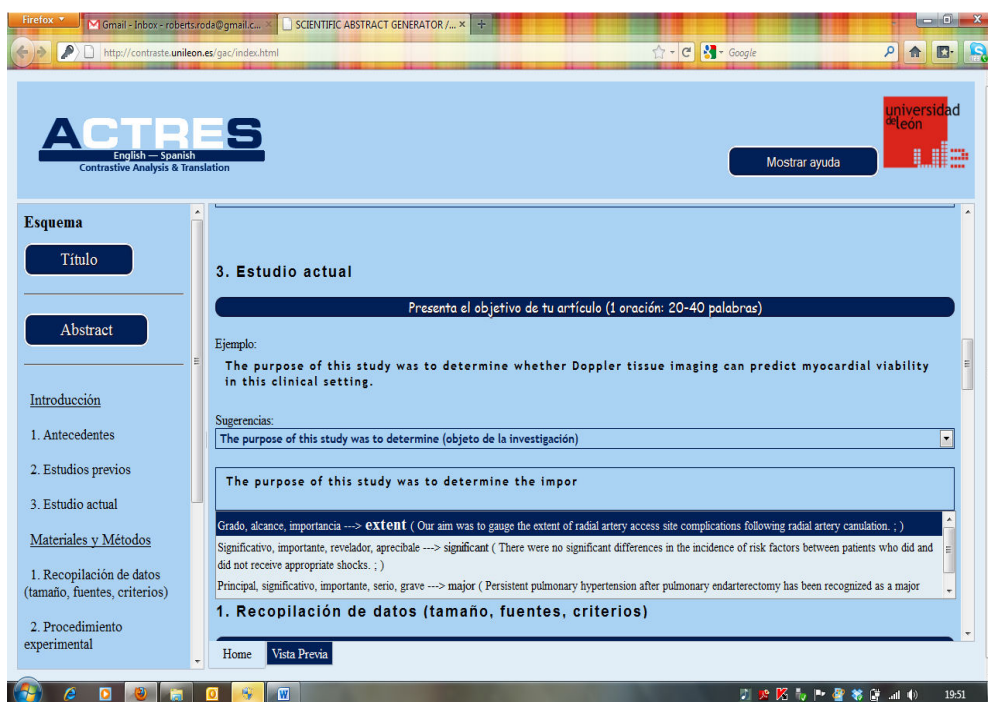 Firefox
Gmail - Inbox - roberts.roda@gmail.c...
SCIENTIFIC ABSTRACT GENERATOR /...
http://contraste.unileon.es/gac/index.html
Google
ACTRES
English — Spanish
Contrastive Analysis & Translation
Mostrar ayuda
universidad
de león
Esquema
Título
Abstract
Introducción
1. Antecedentes
2. Estudios previos
3. Estudio actual
Materiales y Métodos
1. Recopilación de datos
(tamaño, fuentes, criterios)
2. Procedimiento
experimental
3. Estudio actual
Presenta el objetivo de tu artículo (1 oración: 20-40 palabras)
Ejemplo:
The purpose of this study was to determine whether Doppler tissue imaging can predict myocardial viability
in this clinical setting.
Sugerencias:
The purpose of this study was to determine (objeto de la investigación)
The purpose of this study was to determine the impor
Grado, alcance, importancia ---> extent ( Our aim was to gauge the extent of radial artery access site complications following radial artery canulation. ; )
Significativo, importante, revelador, aprecibale ---> significant ( There were no significant differences in the incidence of risk factors between patients who did and
did not receive appropriate shocks. ; )
Principal, significativo, importante, serio, grave ---> major ( Persistent pulmonary hypertension after pulmonary endarterectomy has been recognized as a major
1. Recopilación de datos (tamaño, fuentes, criterios)
Home
Vista Previa
19:51